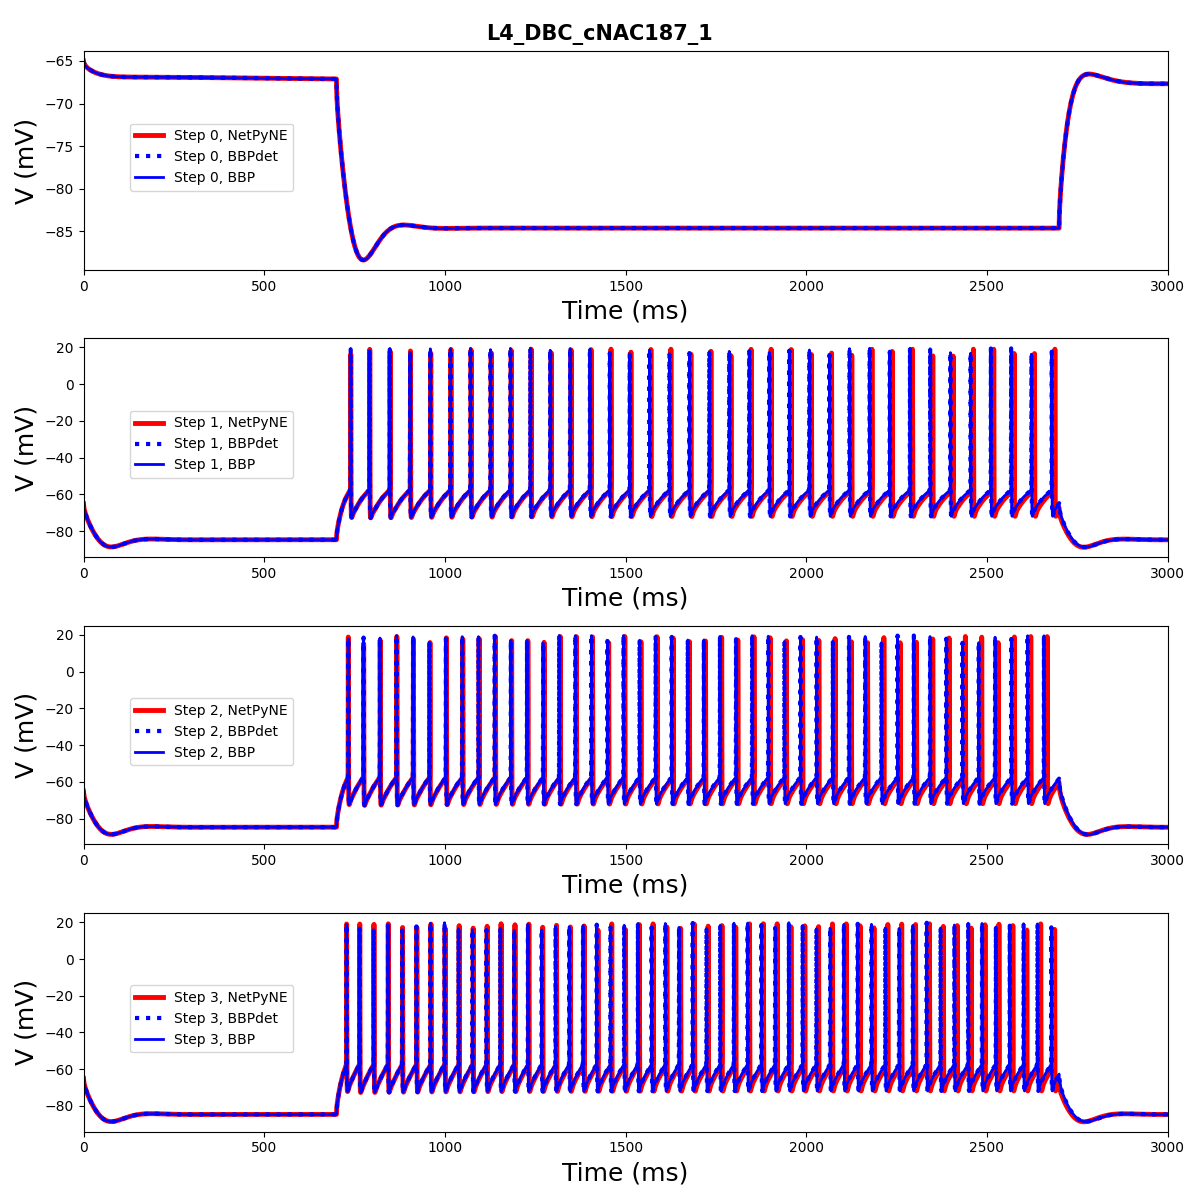 L4_DBC_cNAC187_1
−65
−70
−75
−80
−85
V (mV)
Step 0, NetPyNE
Step 0, BBPdet
Step 0, BBP
0 500 1000 1500 2000 2500 3000
Time (ms)
20
0
−20
−40
−60
−80
V (mV)
Step 1, NetPyNE
Step 1, BBPdet
Step 1, BBP
0 500 1000 1500 2000 2500 3000
Time (ms)
20
0
−20
−40
−60
−80
V (mV)
Step 2, NetPyNE
Step 2, BBPdet
Step 2, BBP
0 500 1000 1500 2000 2500 3000
Time (ms)
20
0
−20
−40
−60
−80
V (mV)
Step 3, NetPyNE
Step 3, BBPdet
Step 3, BBP
0 500 1000 1500 2000 2500 3000
Time (ms)